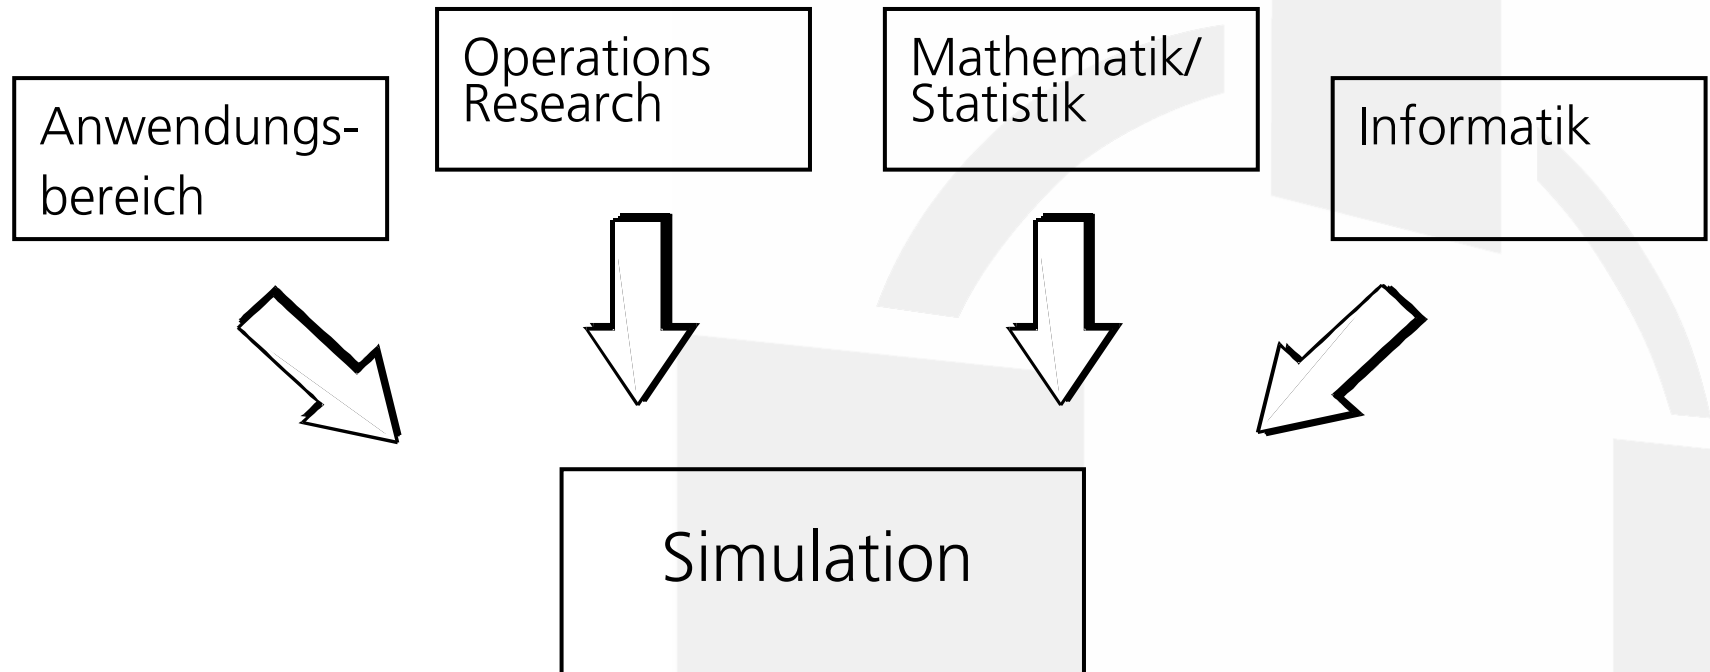 Anwendungs-
bereich
Operations
Research
Mathematik/
Statistik
Informatik
Simulation